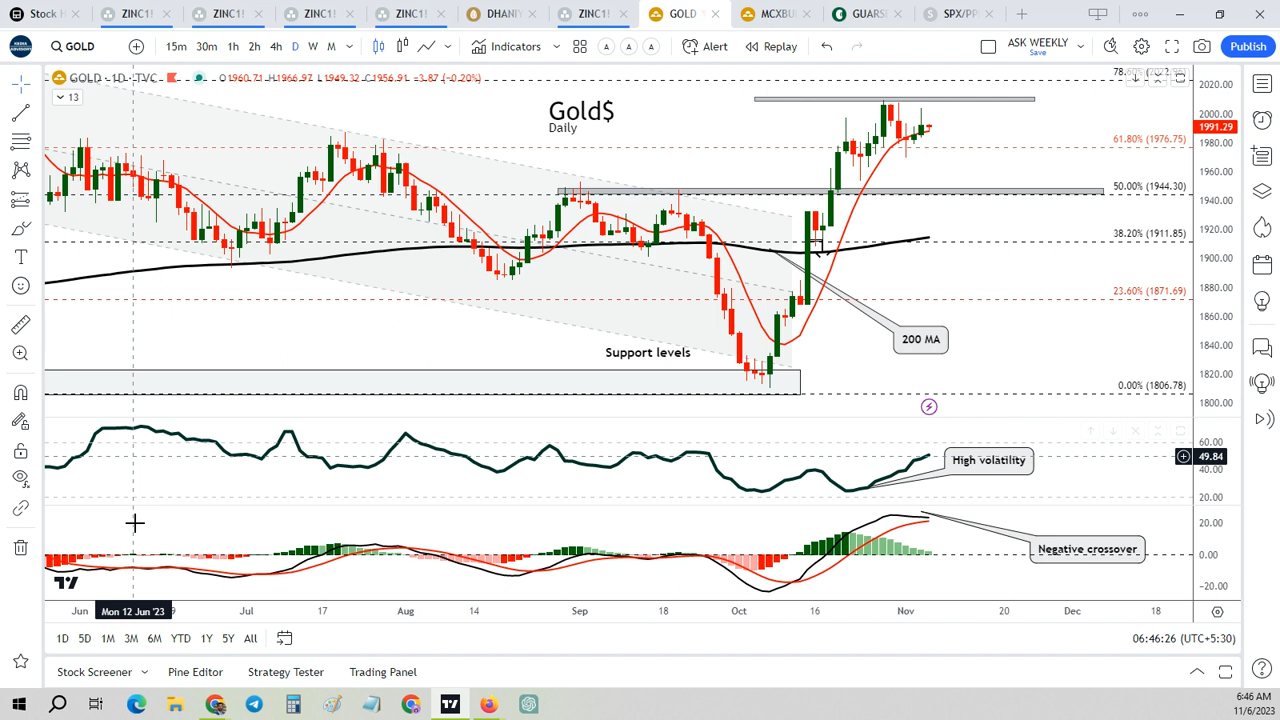 Stock H
ZINC1!
ZINC1!
ZINC1!
ZINC1!
DHANIY
ZINC1!
GOLD
MCXBUL
GUARSE
SPX/PP
GOLD
15m 30m 1h 2h 4h D W M
Indicators
Alert
Replay
ASK WEEKLY
Save
Publish
GOLD · 1D · TVC O1960.71 H1966.97 L1949.32 C1956.91 −3.87 (−0.20%)
13
Gold$
Daily
2020.00
2000.00
1991.29
1980.00
61.80% (1976.75)
1960.00
50.00% (1944.30)
1940.00
38.20% (1911.85)
1920.00
1900.00
23.60% (1871.69)
1880.00
1860.00
200 MA
1840.00
Support levels
1820.00
0.00% (1806.78)
1800.00
60.00
High volatility
49.84
40.00
20.00
20.00
Negative crossover
0.00
−20.00
Jun
Mon 12 Jun '23
Jul 17 Aug 14 Sep 18 Oct 16 Nov 20 Dec 18
1D 5D 1M 3M 6M YTD 1Y 5Y All
06:46:26 (UTC+5:30)
Stock Screener
Pine Editor
Strategy Tester
Trading Panel
6:46 AM
11/6/2023